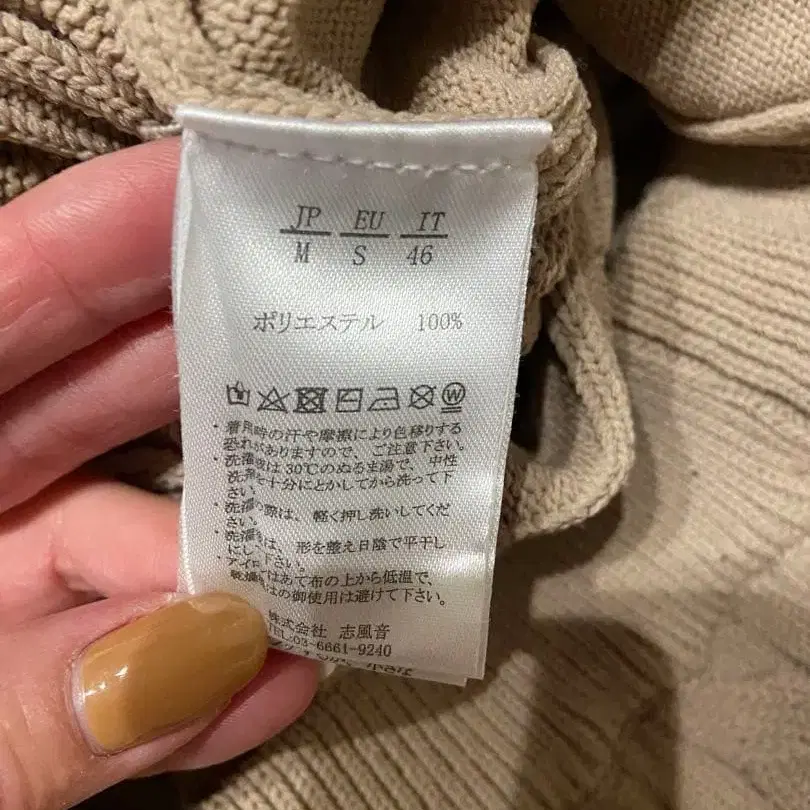 JP EU IT
M S 46
ポリエステル 100%
・着用時の汗や摩擦により色移りする
恐れがありますので、ご注意下さい。
・洗濯液は30℃のぬるま湯で、中性
洗剤を十分にとかしてから洗って下
さい。
・洗濯の際は、軽く押し洗いしてくだ
さい。
・洗濯後は、形を整え日陰で平干し
にして下さい。
・アイロンはあて布の上から低温で、
乾燥機の御使用は避けて下さい。
株式会社 志風音
TEL 03-6661-9240